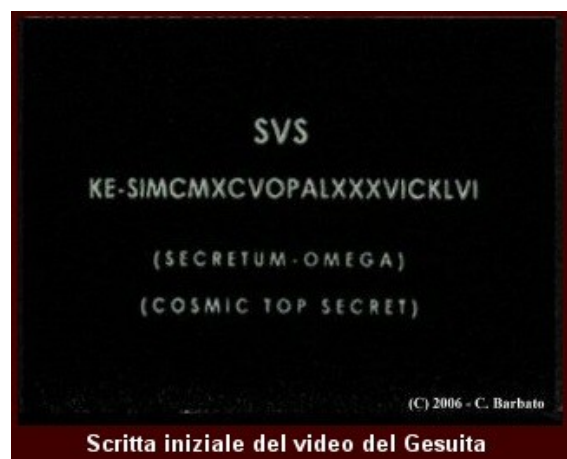 SVS
KE-SIMCMXCVOPALXXXVICKLVI
(SECRETUM-OMEGA)
(COSMIC TOP SECRET)
(C) 2006 - C. Barbato
Scritta iniziale del video del Gesuita